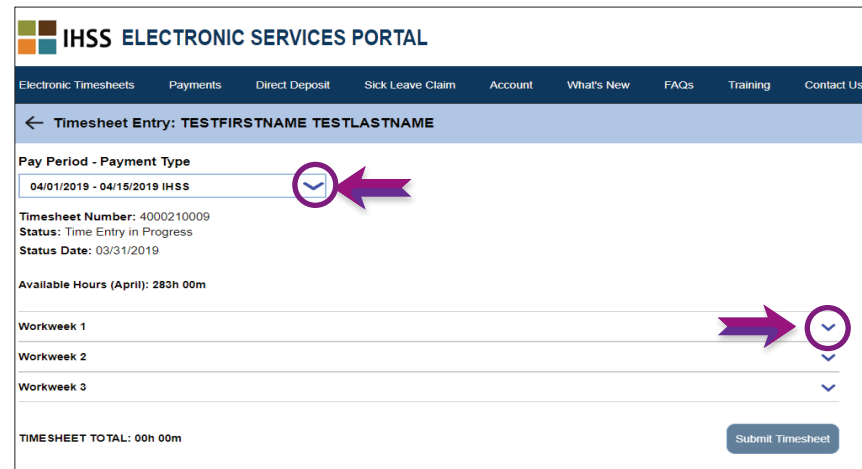 IHSS ELECTRONIC SERVICES PORTAL
Electronic Timesheets Payments Direct Deposit Sick Leave Claim Account What's New FAQs Training Contact Us
Timesheet Entry: TESTFIRSTNAME TESTLASTNAME
Pay Period - Payment Type
04/01/2019 - 04/15/2019 IHSS
Timesheet Number: 4000210009
Status: Time Entry in Progress
Status Date: 03/31/2019
Available Hours (April): 283h 00m
Workweek 1
Workweek 2
Workweek 3
TIMESHEET TOTAL: 00h 00m
Submit Timesheet